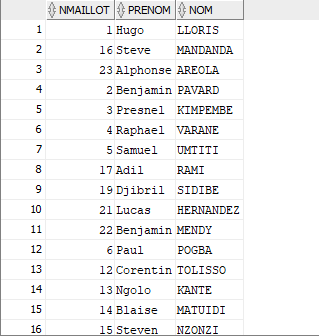 NMAILLOT PRENOM NOM
1 1 Hugo LLORIS
2 16 Steve MANDANDA
3 23 Alphonse AREOLA
4 2 Benjamin PAVARD
5 3 Presnel KIMPEMBE
6 4 Raphael VARANE
7 5 Samuel UMTITI
8 17 Adil RAMI
9 19 Djibril SIDIBE
10 21 Lucas HERNANDEZ
11 22 Benjamin MENDY
12 6 Paul POGBA
13 12 Corentin TOLISSO
14 13 Ngolo KANTE
15 14 Blaise MATUIDI
16 15 Steven NZONZI